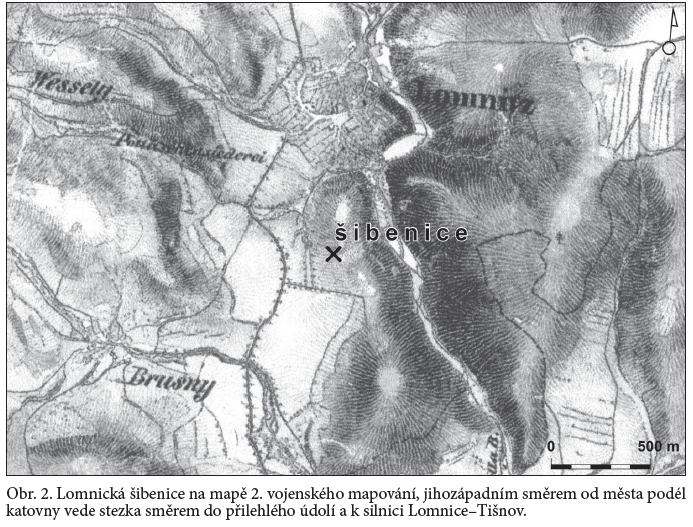 Wessely
Lomnitz
šibenice
Brusny
0 500 m
Obr. 2. Lomnická šibenice na mapě 2. vojenského mapování, jihozápadním směrem od města podél
katovny vede stezka směrem do přilehlého údolí a k silnici Lomnice–Tišnov.